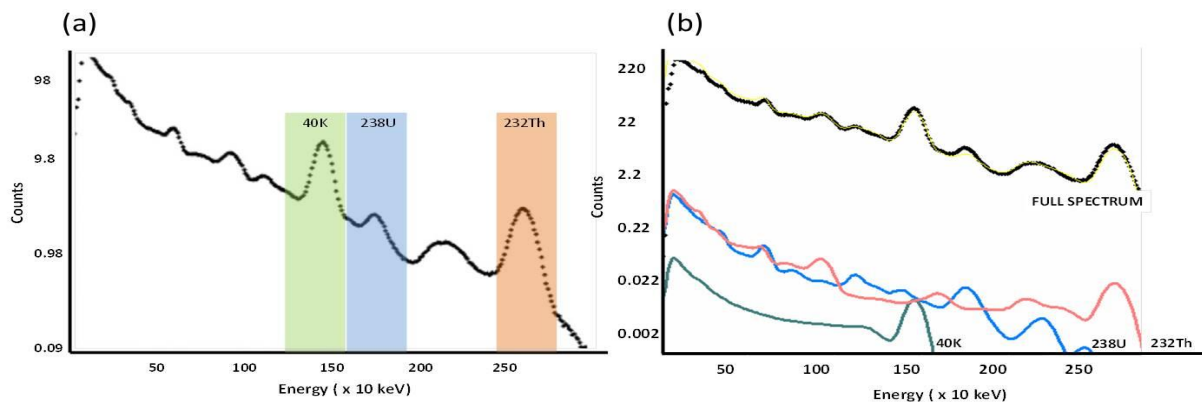 (a)
98
9.8
0.98
0.09
Counts
40K
238U
232Th
50
100
150
200
250
Energy ( x 10 keV)
(b)
220
22
2.2
0.22
0.022
0.002
Counts
FULL SPECTRUM
40K
238U
232Th
50
100
150
200
250
Energy ( x 10 keV)